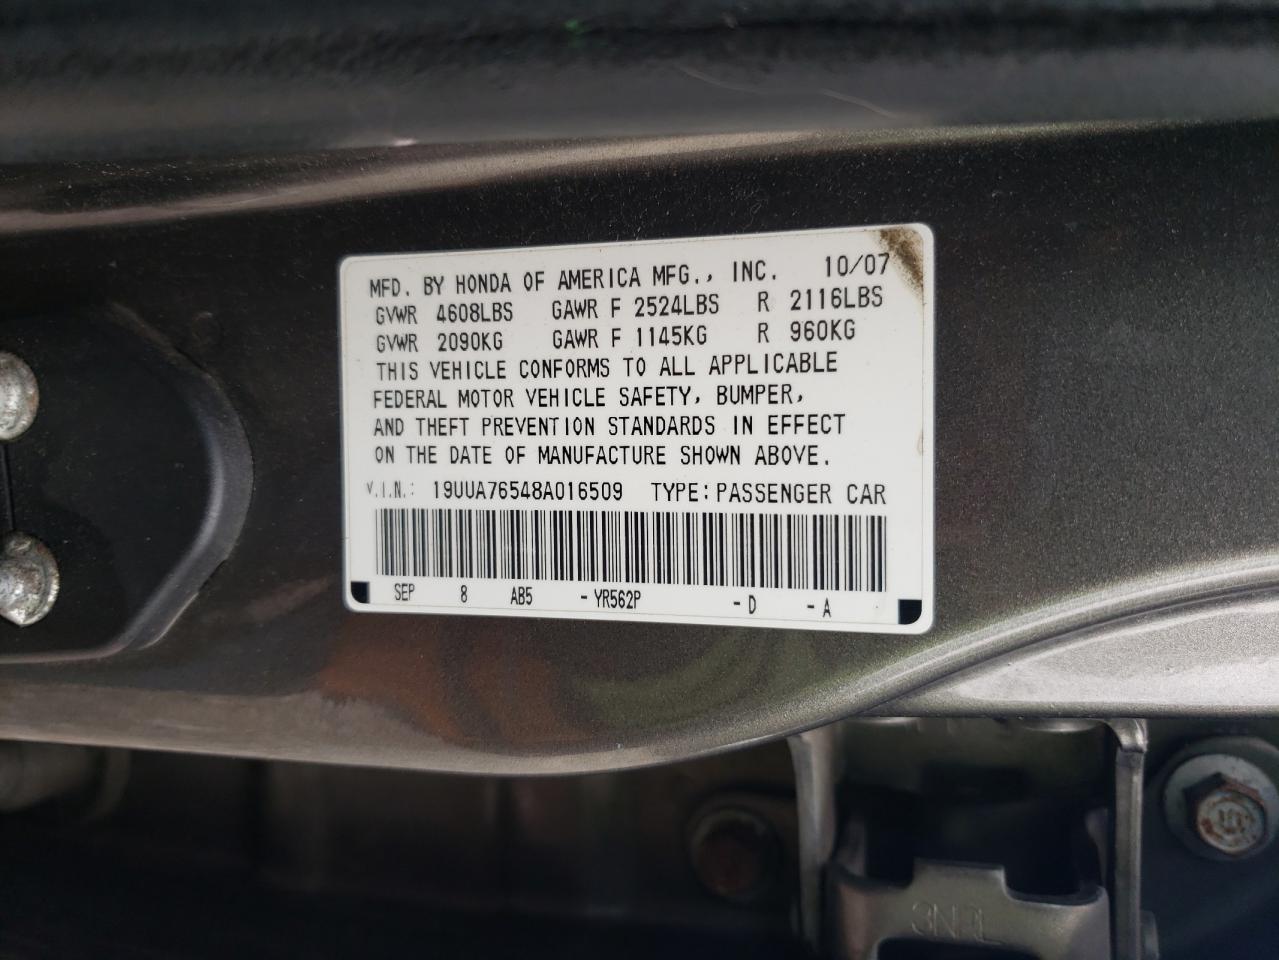 MFD. BY HONDA OF AMERICA MFG., INC. 10/07
GVWR 4608LBS GAWR F 2524LBS R 2116LBS
GVWR 2090KG GAWR F 1145KG R 960KG
THIS VEHICLE CONFORMS TO ALL APPLICABLE
FEDERAL MOTOR VEHICLE SAFETY, BUMPER,
AND THEFT PREVENTION STANDARDS IN EFFECT
ON THE DATE OF MANUFACTURE SHOWN ABOVE.
V.I.N.: 19UUA76548A016509 TYPE: PASSENGER CAR
SEP 8 AB5 -YR562P -D -A